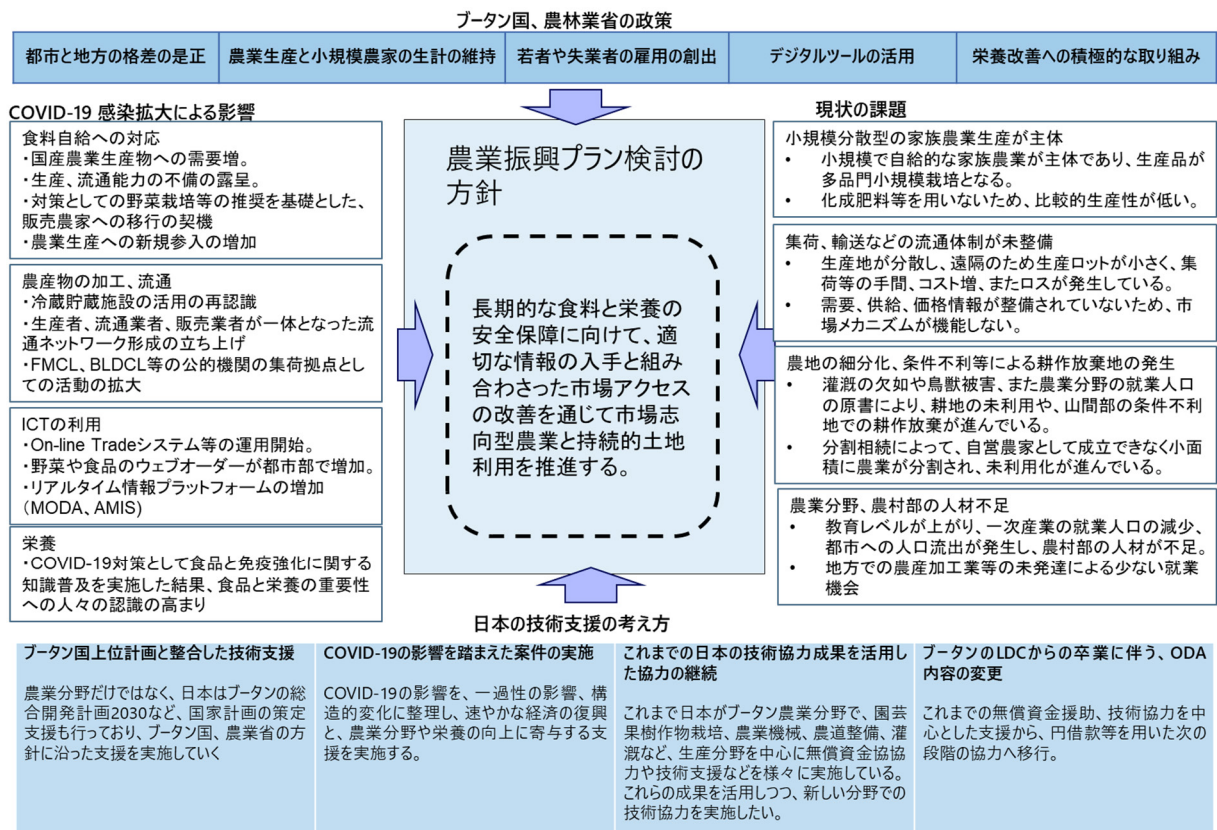 ブータン国、農林業省の政策
都市と地方の格差の是正
農業生産と小規模農家の生計の維持
若者や失業者の雇用の創出
デジタルツールの活用
栄養改善への積極的な取り組み
COVID-19 感染拡大による影響
食料自給への対応
・国産農業生産物への需要増。
・生産、流通能力の不備の露呈。
・対策としての野菜栽培等の推奨を基礎とした、
販売農家への移行の契機
・農業生産への新規参入の増加
農産物の加工、流通
・冷蔵貯蔵施設の活用の再認識
・生産者、流通業者、販売業者が一体となった流
通ネットワーク形成の立ち上げ
・FMCL、BLDCL等の公的機関の集荷拠点とし
ての活動の拡大
ICTの利用
・On-line Tradeシステム等の運用開始。
・野菜や食品のウェブオーダーが都市部で増加。
・リアルタイム情報プラットフォームの増加
（MODA、AMIS)
栄養
・COVID-19対策として食品と免疫強化に関する
知識普及を実施した結果、食品と栄養の重要性
への人々の認識の高まり
農業振興プラン検討の
方針
長期的な食料と栄養の
安全保障に向けて、適
切な情報の入手と組み
合わさった市場アクセス
の改善を通じて市場志
向型農業と持続的土地
利用を推進する。
現状の課題
小規模分散型の家族農業生産が主体
• 小規模で自給的な家族農業が主体であり、生産品が
多品門小規模栽培となる。
• 化成肥料等を用いないため、比較的生産性が低い。
集荷、輸送などの流通体制が未整備
• 生産地が分散し、遠隔のため生産ロットが小さく、集
荷等の手間、コスト増、またロスが発生している。
• 需要、供給、価格情報が整備されていないため、市
場メカニズムが機能しない。
農地の細分化、条件不利等による耕作放棄地の発生
• 灌漑の欠如や鳥獣被害、また農業分野の就業人口
の原書により、耕地の未利用や、山間部の条件不利
地での耕作放棄が進んでいる。
• 分割相続によって、自営農家として成立できなく小面
積に農業が分割され、未利用化が進んでいる。
農業分野、農村部の人材不足
• 教育レベルが上がり、一次産業の就業人口の減少、
都市への人口流出が発生し、農村部の人材が不足。
• 地方での農産加工業等の未発達による少ない就業
機会
日本の技術支援の考え方
ブータン国上位計画と整合した技術支援
農業分野だけではなく、日本はブータンの総
合開発計画2030など、国家計画の策定
支援も行っており、ブータン国、農業省の方
針に沿った支援を実施していく
COVID-19の影響を踏まえた案件の実施
COVID-19の影響を、一過性の影響、構
造的変化に整理し、速やかな経済の復興
と、農業分野や栄養の向上に寄与する支
援を実施する。
これまでの日本の技術協力成果を活用し
た協力の継続
これまで日本がブータン農業分野で、園芸
果樹作物栽培、農業機械、農道整備、灌
漑など、生産分野を中心に無償資金協協
力や技術支援などを様々に実施している。
これらの成果を活用しつつ、新しい分野での
技術協力を実施したい。
ブータンのLDCからの卒業に伴う、ODA
内容の変更
これまでの無償資金援助、技術協力を中
心とした支援から、円借款等を用いた次の
段階の協力へ移行。